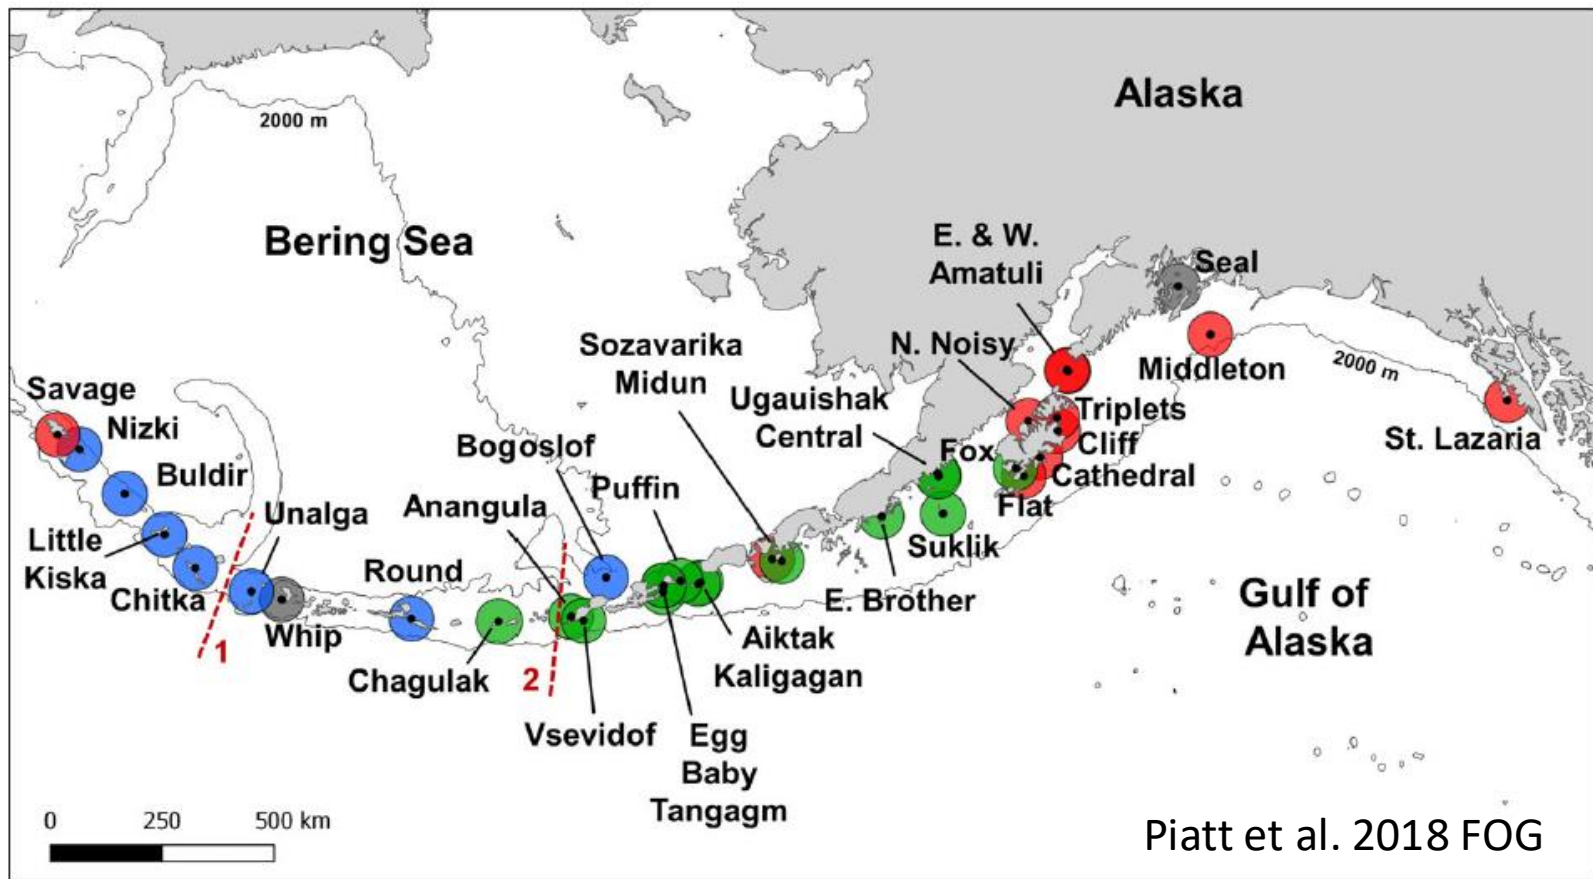 Alaska
2000 m
Bering Sea
E. & W.
Amatuli
Seal
Sozavarika
Midun
N. Noisy
Middleton
2000 m
Savage
Nizki
Ugauishak
Central
Triplets
Cliff
St. Lazaria
Bogoslof
Fox
Cathedral
Buldir
Puffin
Anangula
Flat
Unalga
Little
Kiska
Suklik
Round
Chitka
E. Brother
Gulf of
Alaska
Whip
1
Aiktak
Kaligagan
Chagulak
2
Vsevidof
Egg
Baby
Tangagm
0 250 500 km
Piatt et al. 2018 FOG